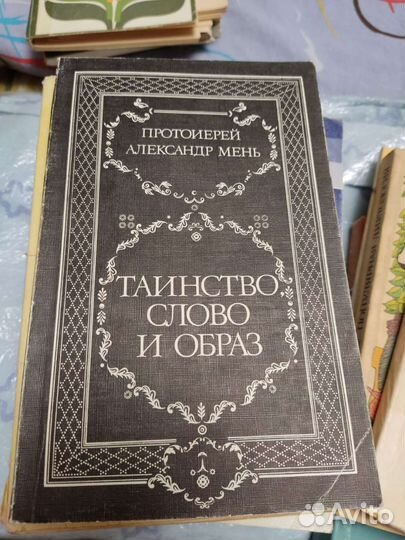 ПРОТОИЕРЕЙ
АЛЕКСАНДР МЕНЬ
ТАИНСТВО,
СЛОВО
И ОБРАЗ
Avito